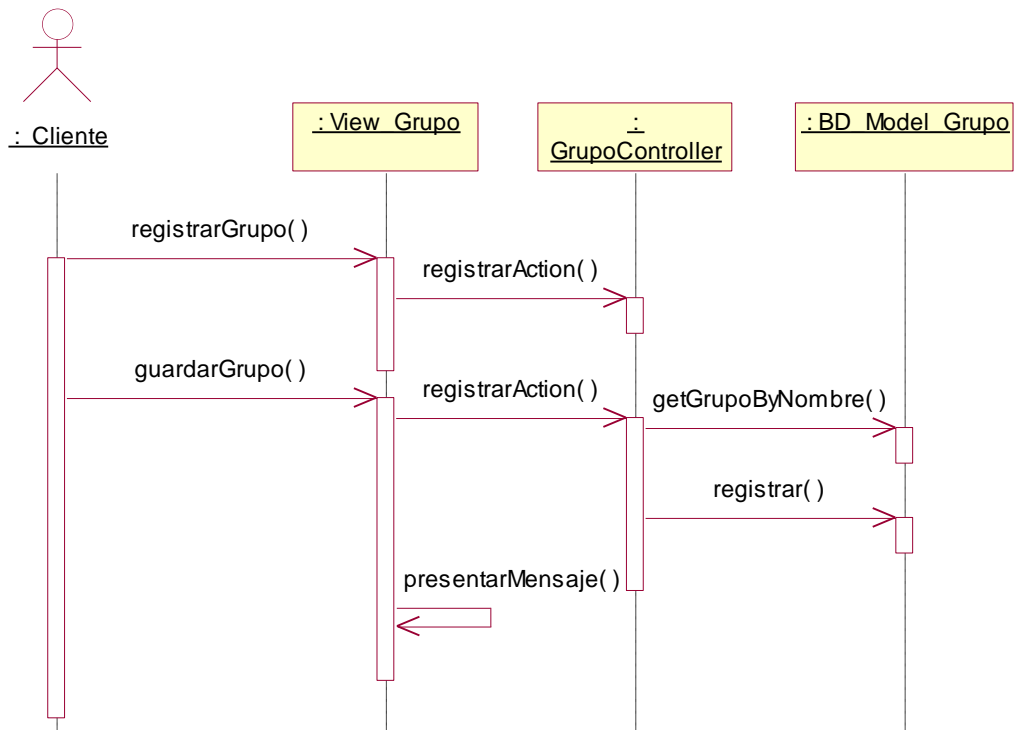 : Cliente
: View_Grupo
:
GrupoController
: BD_Model_Grupo
registrarGrupo( )
registrarAction( )
guardarGrupo( )
registrarAction( )
getGrupoByNombre( )
registrar( )
presentarMensaje( )